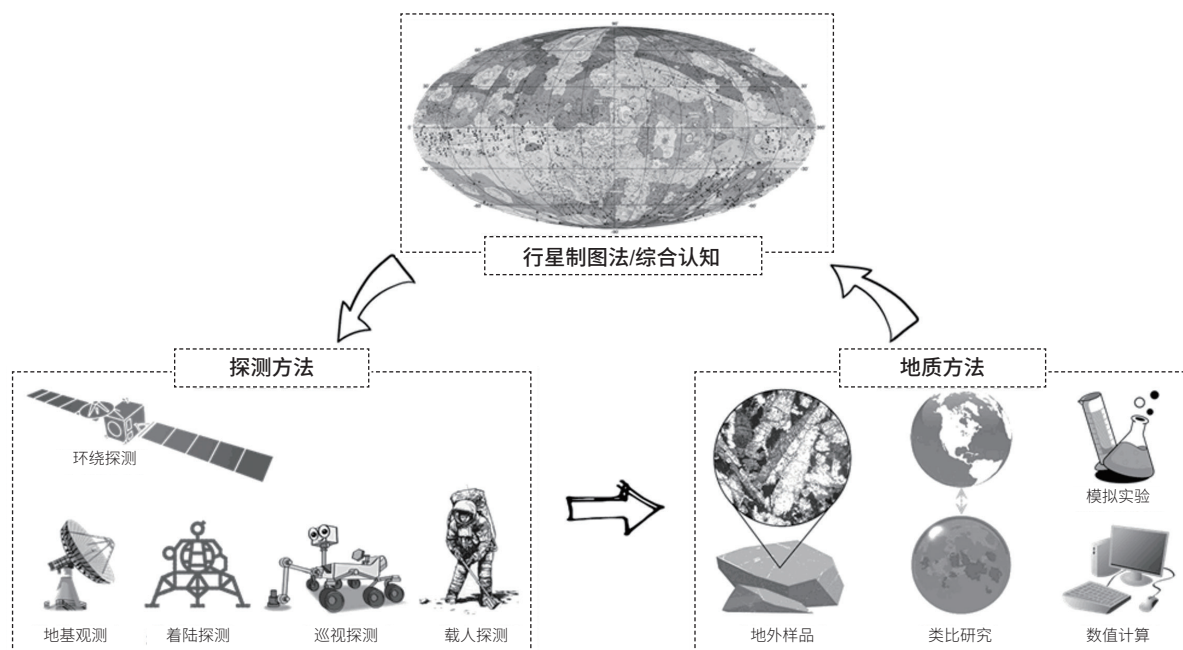 行星制图法/综合认知
探测方法
地质方法
环绕探测
模拟实验
地基观测
着陆探测
巡视探测
载人探测
地外样品
类比研究
数值计算